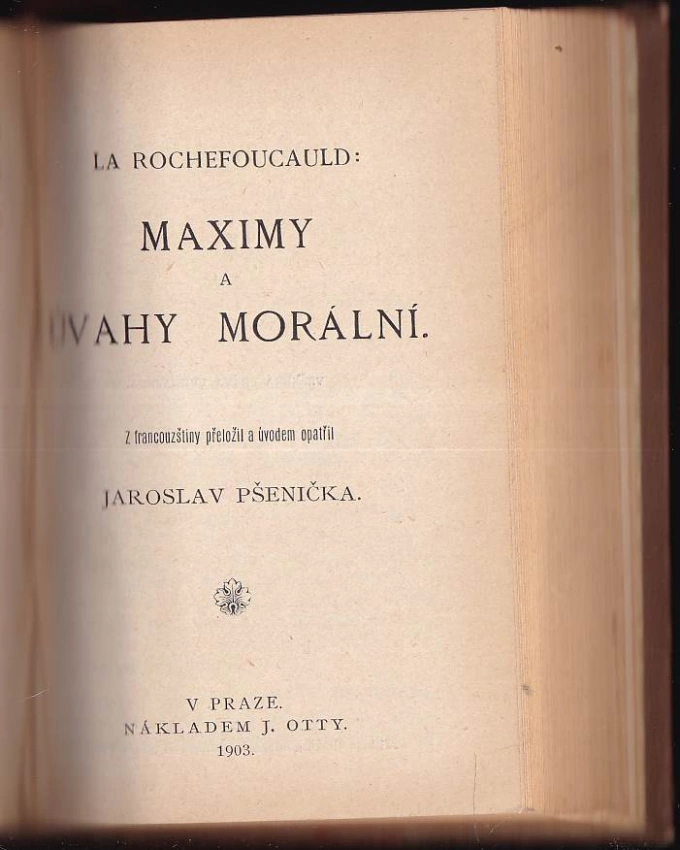 LA ROCHEFOUCAULD:
MAXIMY
A
ÚVAHY MORÁLNÍ.
Z francouzštiny přeložil a úvodem opatřil
JAROSLAV PŠENIČKA.
V PRAZE.
NÁKLADEM J. OTTY.
1903.